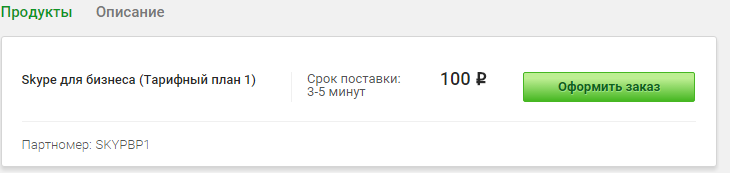 Продукты Описание
Skype для бизнеса (Тарифный план 1)
Срок поставки:
3-5 минут
100 ₽
Оформить заказ
Партномер: SKYPBP1